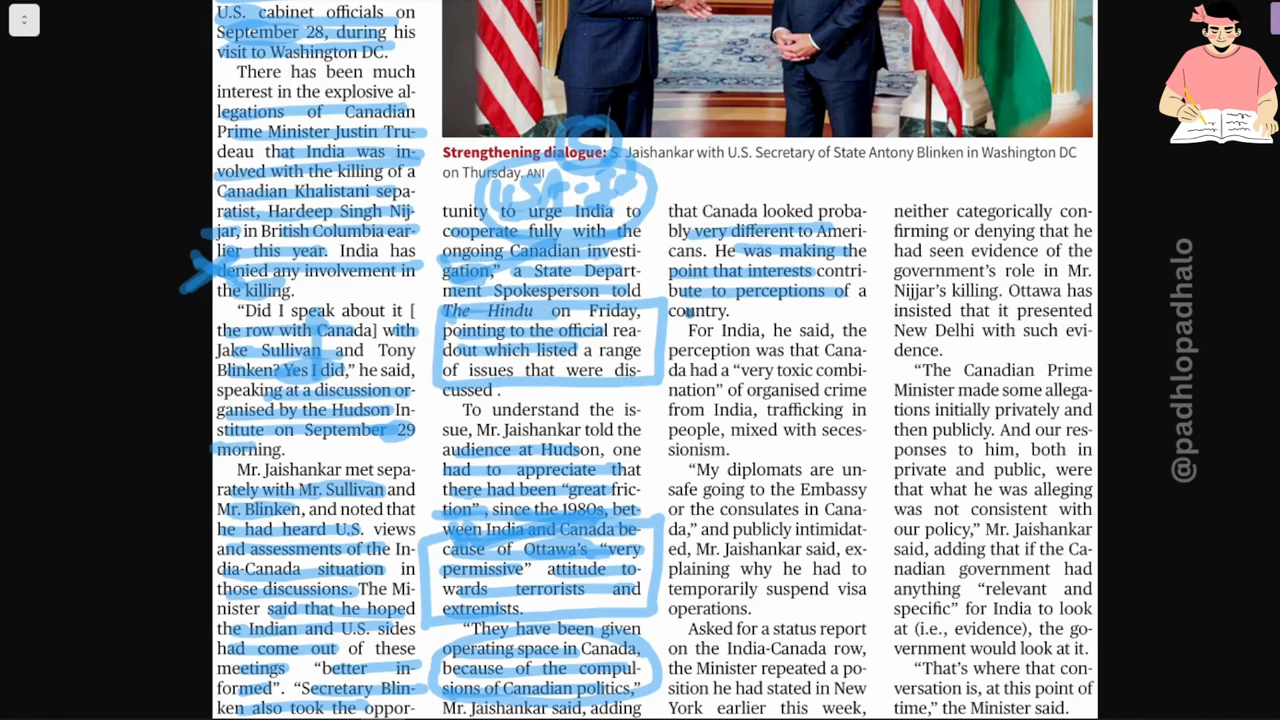 U.S. cabinet officials on
September 28, during his
visit to Washington DC.
There has been much
interest in the explosive al-
legations of Canadian
Prime Minister Justin Tru-
deau that India was in-
volved with the killing of a
Canadian Khalistani sepa-
ratist, Hardeep Singh Nij-
jar, in British Columbia ear-
lier this year. India has
denied any involvement in
the killing.
“Did I speak about it [
the row with Canada] with
Jake Sullivan and Tony
Blinken? Yes I did,” he said,
speaking at a discussion or-
ganised by the Hudson In-
stitute on September 29
morning.
Mr. Jaishankar met sepa-
rately with Mr. Sullivan and
Mr. Blinken, and noted that
he had heard U.S. views
and assessments of the In-
dia-Canada situation in
those discussions. The Mi-
nister said that he hoped
the Indian and U.S. sides
had come out of these
meetings “better in-
formed”. “Secretary Blin-
ken also took the oppor-
Strengthening dialogue: S. Jaishankar with U.S. Secretary of State Antony Blinken in Washington DC
on Thursday. ANI
S
USA-I
tunity to urge India to
cooperate fully with the
ongoing Canadian investi-
gation,” a State Depart-
ment Spokesperson told
The Hindu on Friday,
pointing to the official rea-
dout which listed a range
of issues that were dis-
cussed .
To understand the is-
sue, Mr. Jaishankar told the
audience at Hudson, one
had to appreciate that
there had been “great fric-
tion” , since the 1980s, bet-
ween India and Canada be-
cause of Ottawa’s “very
permissive” attitude to-
wards terrorists and
extremists.
“They have been given
operating space in Canada,
because of the compul-
sions of Canadian politics,”
Mr. Jaishankar said, adding
that Canada looked proba-
bly very different to Ameri-
cans. He was making the
point that interests contri-
bute to perceptions of a
country.
For India, he said, the
perception was that Cana-
da had a “very toxic combi-
nation” of organised crime
from India, trafficking in
people, mixed with seces-
sionism.
“My diplomats are un-
safe going to the Embassy
or the consulates in Cana-
da,” and publicly intimidat-
ed, Mr. Jaishankar said, ex-
plaining why he had to
temporarily suspend visa
operations.
Asked for a status report
on the India-Canada row,
the Minister repeated a po-
sition he had stated in New
York earlier this week,
neither categorically con-
firming or denying that he
had seen evidence of the
government’s role in Mr.
Nijjar’s killing. Ottawa has
insisted that it presented
New Delhi with such evi-
dence.
“The Canadian Prime
Minister made some allega-
tions initially privately and
then publicly. And our res-
ponses to him, both in
private and public, were
that what he was alleging
was not consistent with
our policy,” Mr. Jaishankar
said, adding that if the Ca-
nadian government had
anything “relevant and
specific” for India to look
at (i.e., evidence), the go-
vernment would look at it.
“That’s where that con-
versation is, at this point of
time,” the Minister said.
@padhlopadhalo